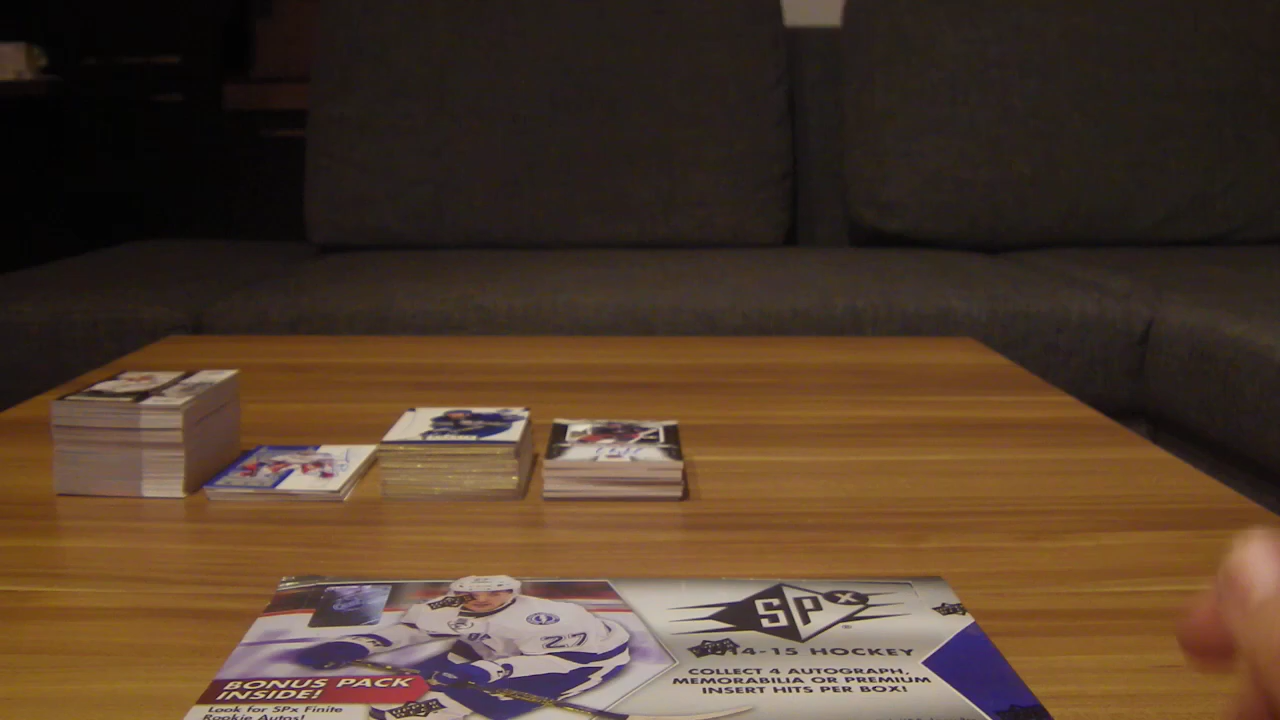 SPx
14-15 HOCKEY
COLLECT 4 AUTOGRAPH,
MEMORABILIA OR PREMIUM
INSERT HITS PER BOX!
27
BONUS PACK
INSIDE!
Look for SPx Finite
Rookie Autos!